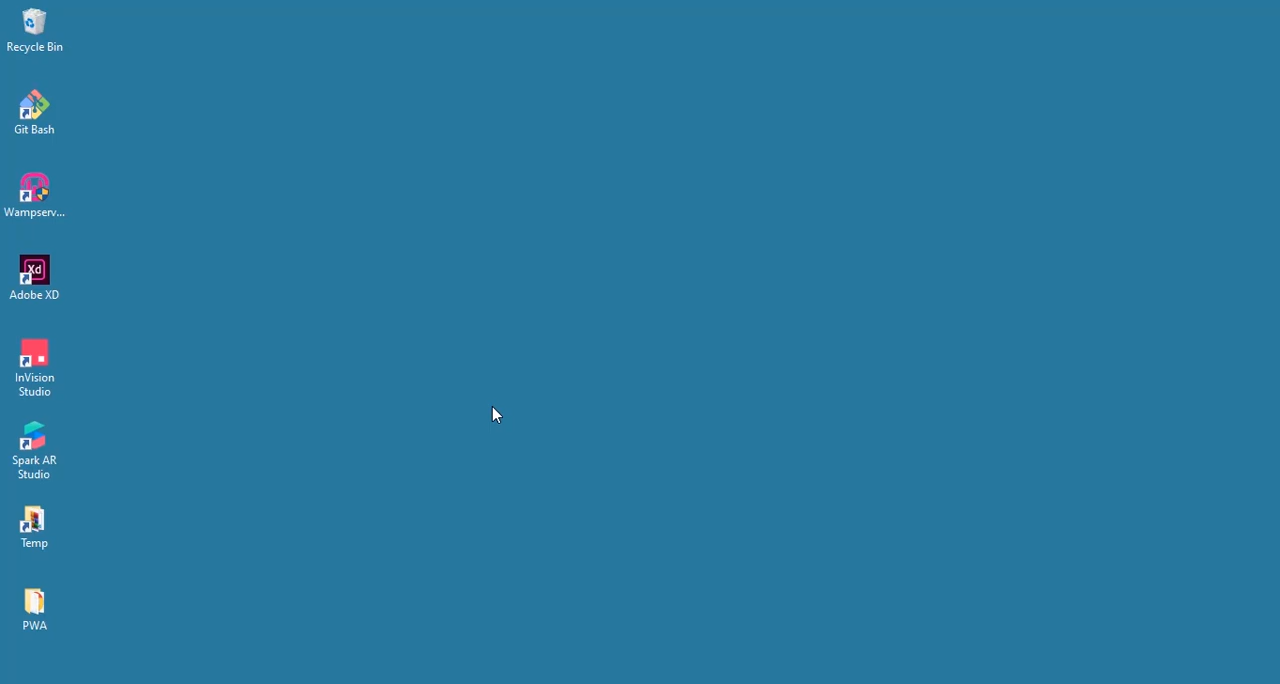 Recycle Bin
Git Bash
Wampserv...
Xd
Adobe XD
InVision
Studio
Spark AR
Studio
Temp
PWA